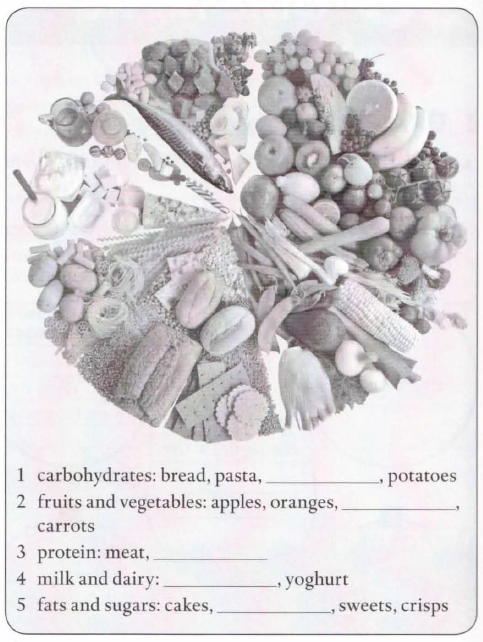 1 carbohydrates: bread, pasta, ____________, potatoes
2 fruits and vegetables: apples, oranges, ____________,
carrots
3 protein: meat, ____________
4 milk and dairy: ____________, yoghurt
5 fats and sugars: cakes, ____________, sweets, crisps